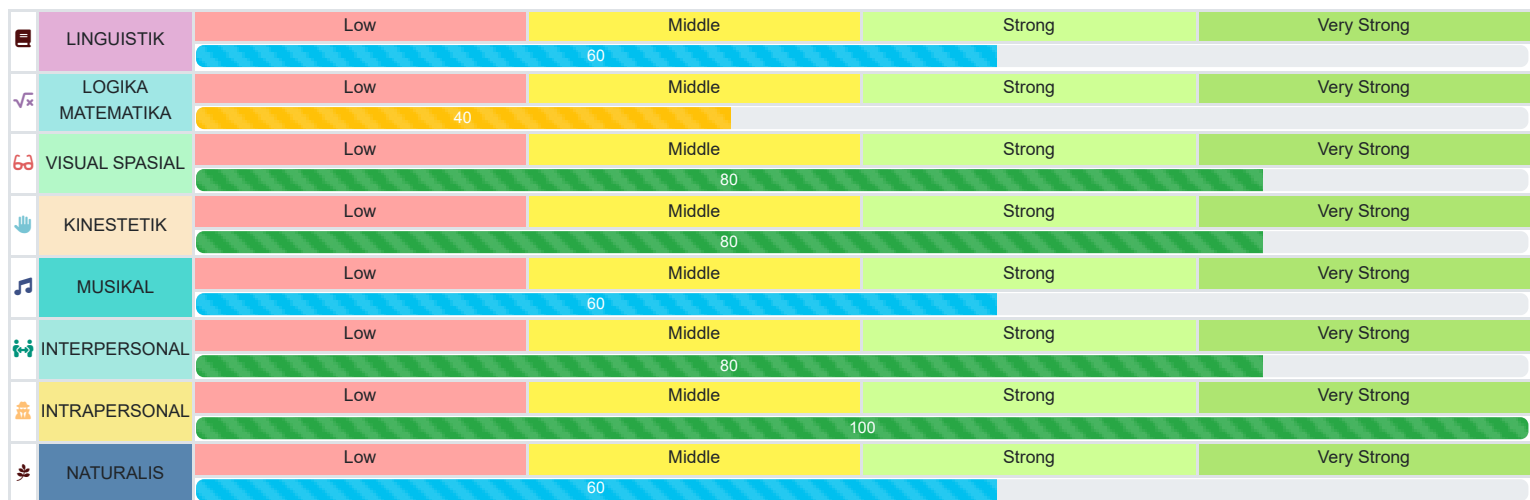 Low Middle Strong Very Strong
LINGUISTIK
60
Low Middle Strong Very Strong
LOGIKA
MATEMATIKA
40
Low Middle Strong Very Strong
VISUAL SPASIAL
80
Low Middle Strong Very Strong
KINESTETIK
80
Low Middle Strong Very Strong
MUSIKAL
60
Low Middle Strong Very Strong
INTERPERSONAL
80
Low Middle Strong Very Strong
INTRAPERSONAL
100
Low Middle Strong Very Strong
NATURALIS
60